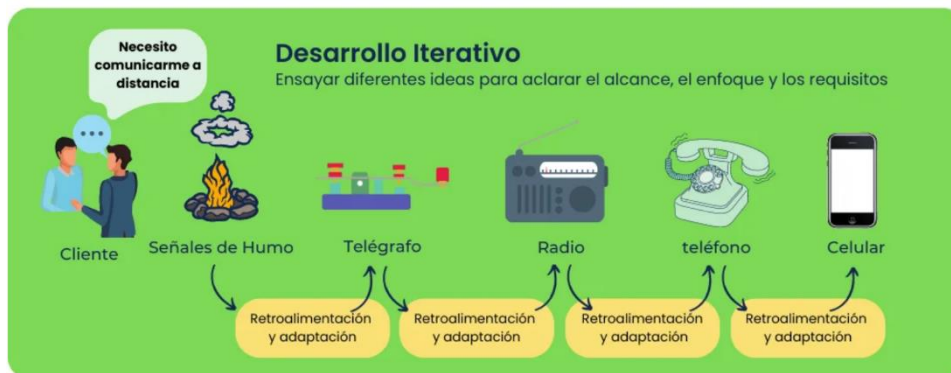 Necesito
comunicarme a
distancia
Desarrollo Iterativo
Ensayar diferentes ideas para aclarar el alcance, el enfoque y los requisitos
Cliente
Señales de Humo
Telégrafo
Radio
teléfono
Celular
Retroalimentación
y adaptación
Retroalimentación
y adaptación
Retroalimentación
y adaptación
Retroalimentación
y adaptación